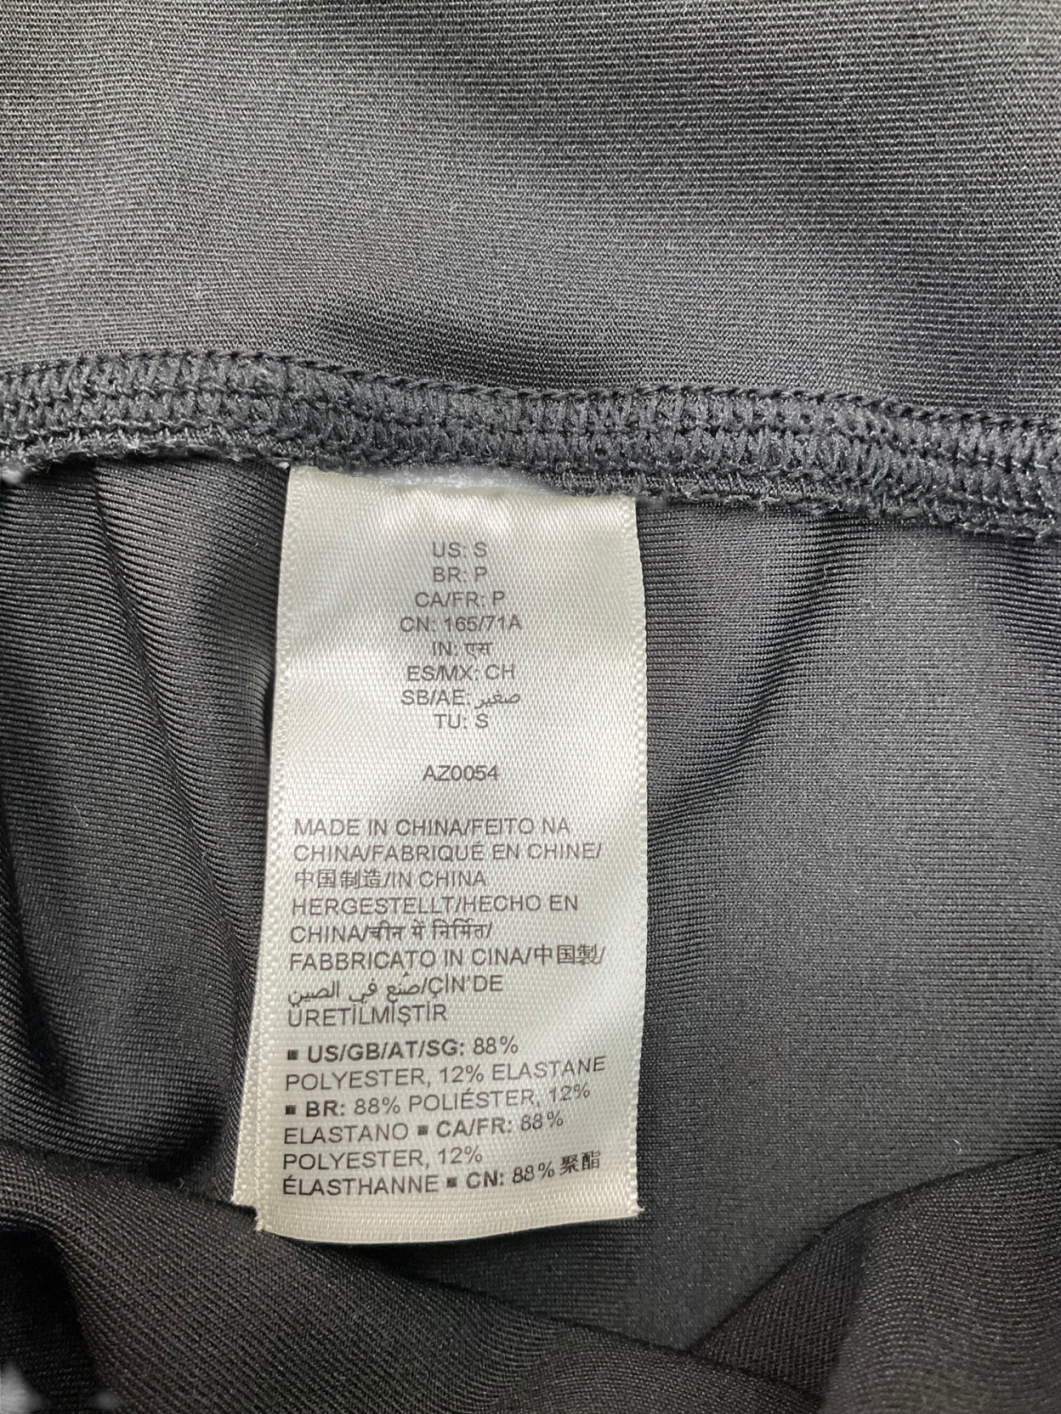 US: S
BR: P
CA/FR: P
CN: 165/71A
IN: एस
ES/MX: CH
SB/AE: صغير
TU: S
AZ0054
MADE IN CHINA/FEITO NA
CHINA/FABRIQUÉ EN CHINE/
中国制造/IN CHINA
HERGESTELLT/HECHO EN
CHINA/चीन में निर्मित/
FABBRICATO IN CINA/中国製/
صُنع في الصين/ÇİN'DE
ÜRETİLMİŞTİR
▪ US/GB/AT/SG: 88%
POLYESTER, 12% ELASTANE
▪ BR: 88% POLIÉSTER, 12%
ELASTANO ▪ CA/FR: 88%
POLYESTER, 12%
ÉLASTHANNE ▪ CN: 88% 聚酯